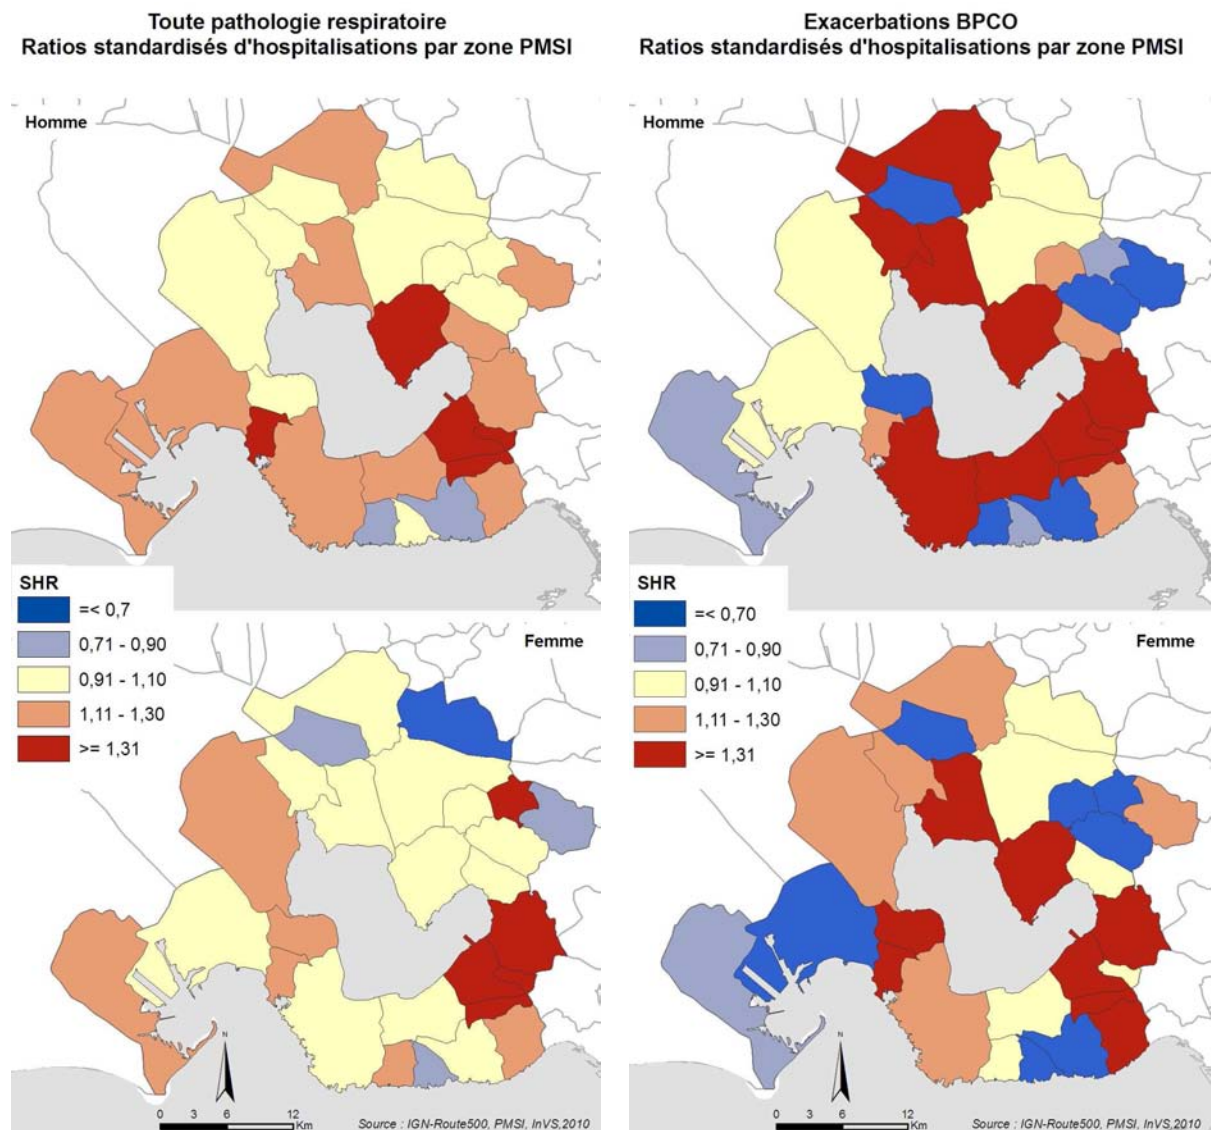 Toute pathologie respiratoire
Ratios standardisés d'hospitalisations par zone PMSI
Homme
SHR
=< 0,7
0,71 - 0,90
0,91 - 1,10
1,11 - 1,30
>= 1,31
Femme
N
0 3 6 12
Km
Source : IGN-Route500, PMSI, InVS,2010
Exacerbations BPCO
Ratios standardisés d'hospitalisations par zone PMSI
Homme
SHR
=< 0,70
0,71 - 0,90
0,91 - 1,10
1,11 - 1,30
>= 1,31
Femme
N
0 3 6 12
Km
Source : IGN-Route500, PMSI, InVS,2010